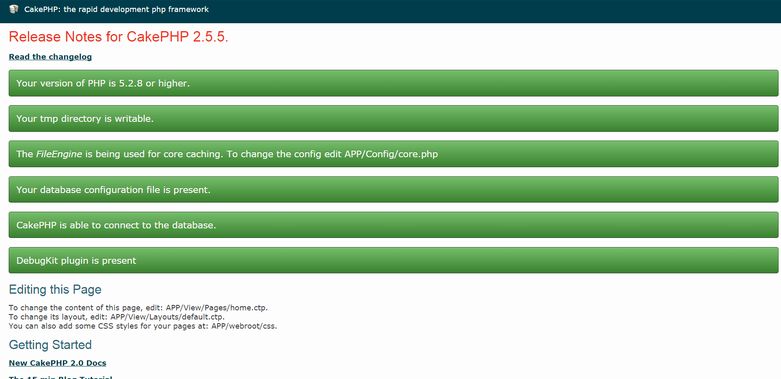 CakePHP: the rapid development php framework
Release Notes for CakePHP 2.5.5.
Read the changelog
Your version of PHP is 5.2.8 or higher.
Your tmp directory is writable.
The FileEngine is being used for core caching. To change the config edit APP/Config/core.php
Your database configuration file is present.
CakePHP is able to connect to the database.
DebugKit plugin is present
Editing this Page
To change the content of this page, edit: APP/View/Pages/home.ctp.
To change its layout, edit: APP/View/Layouts/default.ctp.
You can also add some CSS styles for your pages at: APP/webroot/css.
Getting Started
New CakePHP 2.0 Docs
The 15 min Blog Tutorial